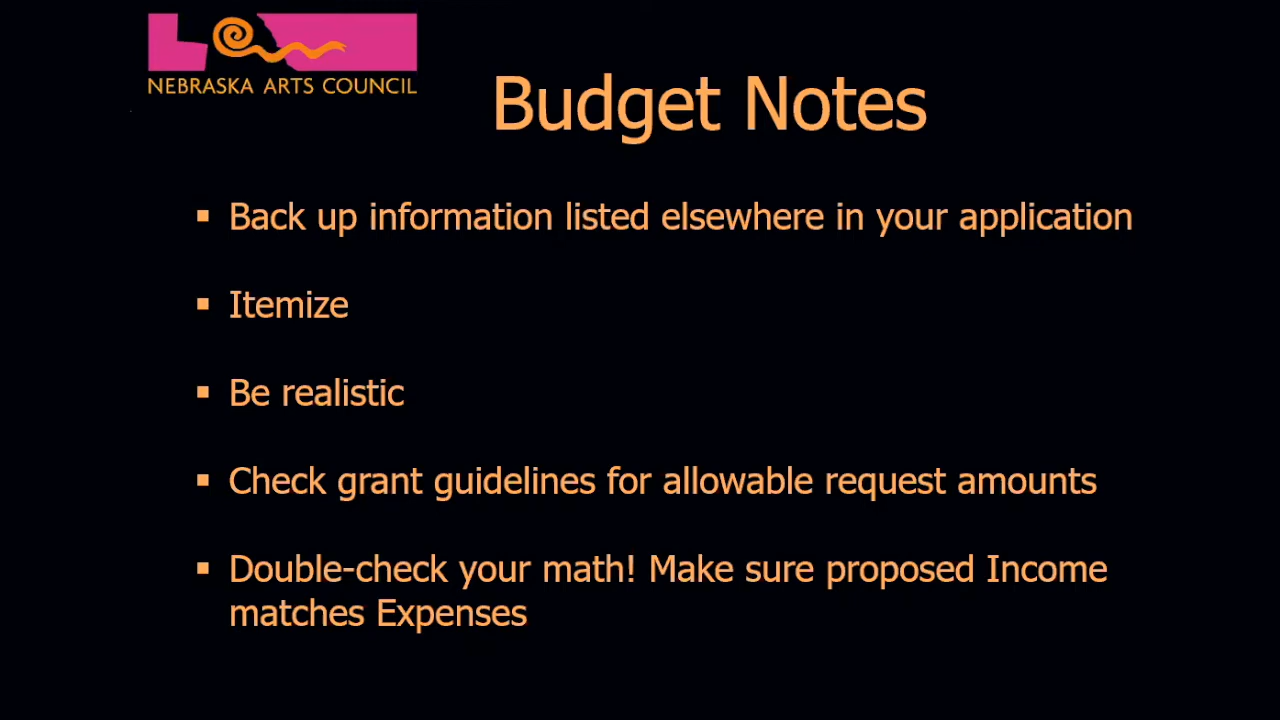 NEBRASKA ARTS COUNCIL
Budget Notes
▪ Back up information listed elsewhere in your application
▪ Itemize
▪ Be realistic
▪ Check grant guidelines for allowable request amounts
▪ Double-check your math! Make sure proposed Income
matches Expenses